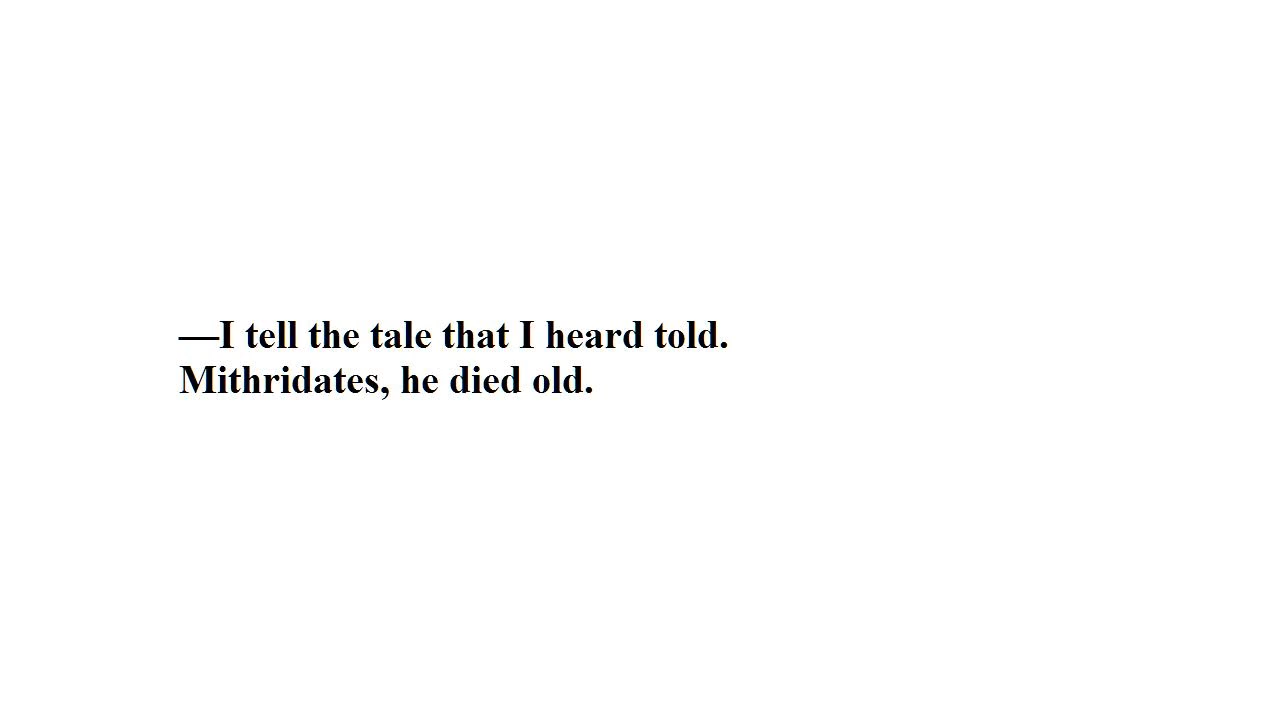 —I tell the tale that I heard told.
Mithridates, he died old.